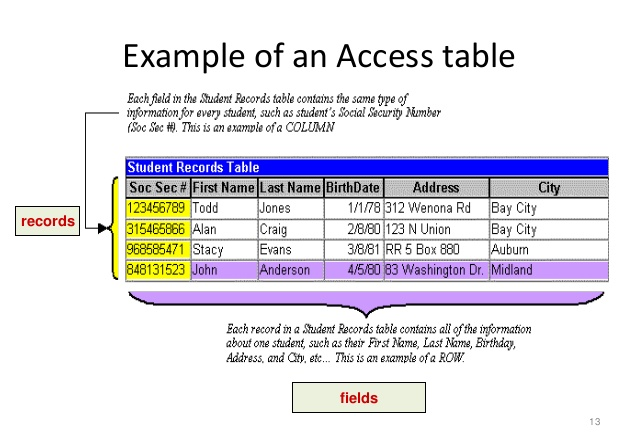 Example of an Access table
Each field in the Student Records table contains the same type of
information for every student, such as student's Social Security Number
(Soc Sec #). This is an example of a COLUMN
Student Records Table
Soc Sec # First Name Last Name BirthDate Address City
123456789 Todd Jones 1/1/78 312 Wenona Rd Bay City
315465866 Alan Craig 2/8/80 123 N Union Bay City
968585471 Stacy Evans 3/8/81 RR 5 Box 880 Auburn
848131523 John Anderson 4/5/80 83 Washington Dr. Midland
records
Each record in a Student Records table contains all of the information
about one student, such as their First Name, Last Name, Birthday,
Address, and City, etc... This is an example of a ROW.
fields
13